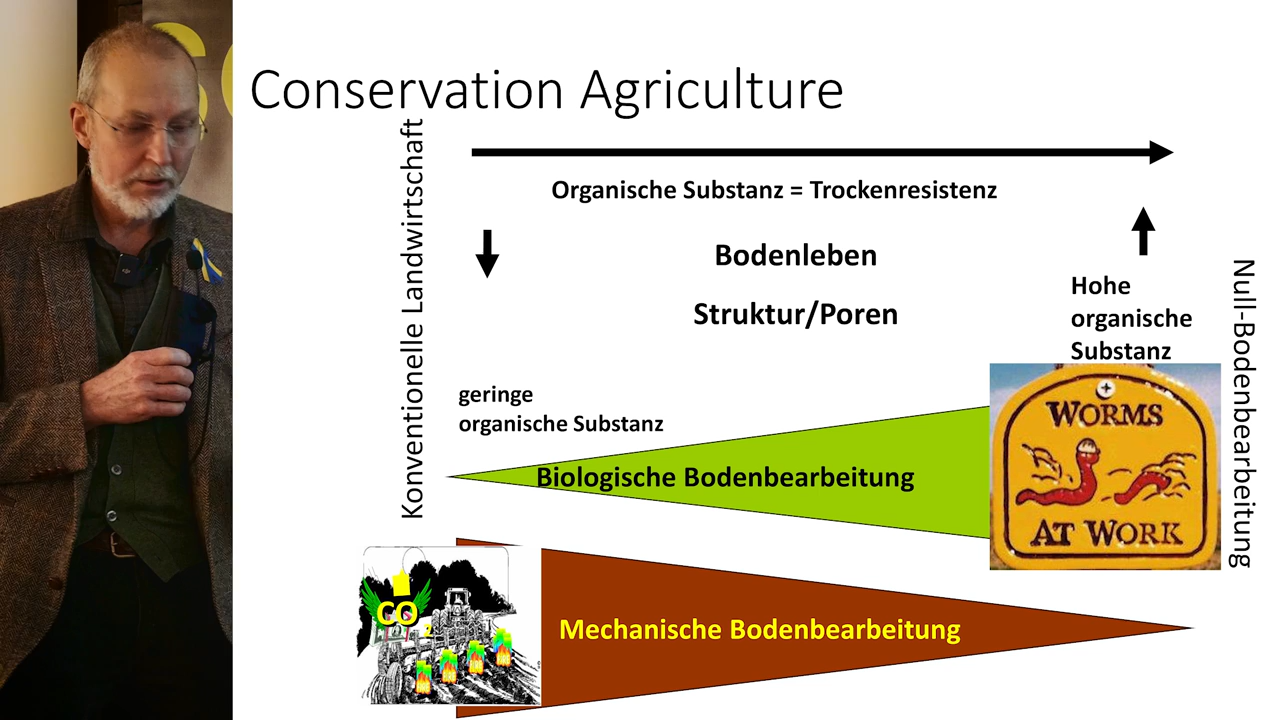 Conservation Agriculture
Konventionelle Landwirtschaft
Organische Substanz = Trockenresistenz
Bodenleben
Struktur/Poren
Hohe
organische
Substanz
Null-Bodenbearbeitung
geringe
organische Substanz
Biologische Bodenbearbeitung
WORMS
AT WORK
CO2
Mechanische Bodenbearbeitung